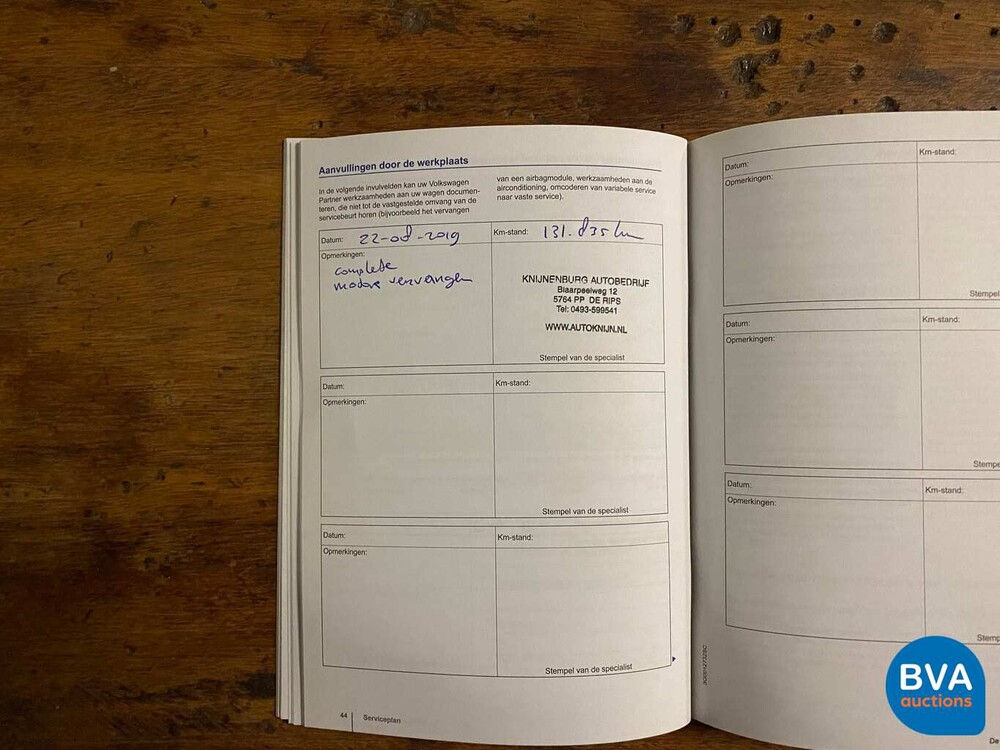 Aanvullingen door de werkplaats
In de volgende invulvelden kan uw Volkswagen
Partner werkzaamheden aan uw wagen documen-
teren, die niet tot de vastgestelde omvang van de
servicebeurt horen (bijvoorbeeld het vervangen
van een airbagmodule, werkzaamheden aan de
airconditioning, omcoderen van variabele service
naar vaste service).
Datum: 22-08-2019
Km-stand: 131.835 km
Opmerkingen:
complete
motor vervangen
KNIJNENBURG AUTOBEDRIJF
Blaarpeelweg 12
5764 PP DE RIPS
Tel: 0493-599541
WWW.AUTOKNIJN.NL
Stempel van de specialist
Datum:
Km-stand:
Opmerkingen:
Stempel van de specialist
Datum:
Km-stand:
Opmerkingen:
Stempel van de specialist
44 Serviceplan
Datum:
Km-stand:
Opmerkingen:
Stempel
Datum:
Km-stand:
Opmerkingen:
Stempe
Datum:
Km-stand:
Opmerkingen:
Stemp
De
BVA
auctions